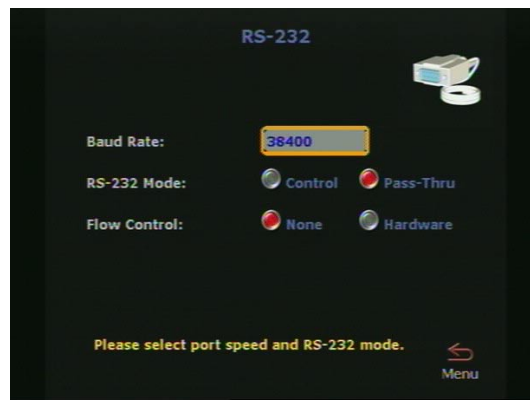 RS-232
Baud Rate: 38400
RS-232 Mode: Control Pass-Thru
Flow Control: None Hardware
Please select port speed and RS-232 mode.
Menu